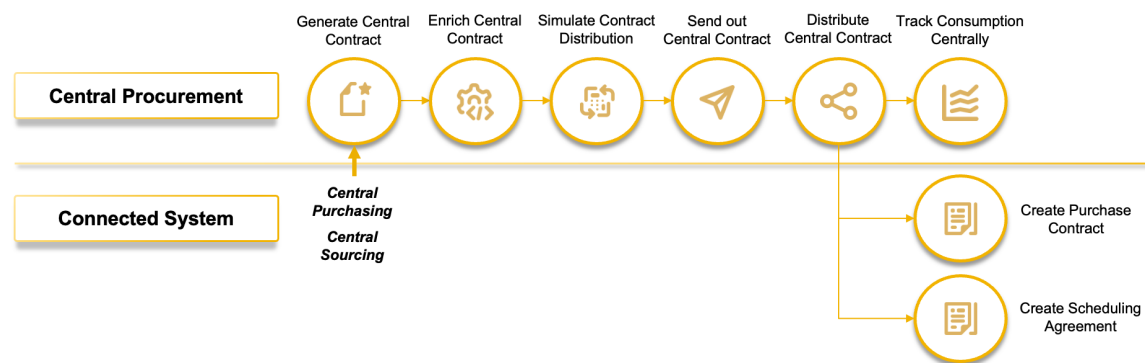 Generate Central
Contract
Enrich Central
Contract
Simulate Contract
Distribution
Send out
Central Contract
Distribute
Central Contract
Track Consumption
Centrally
Central Procurement
Connected System
Central
Purchasing
Central
Sourcing
Create Purchase
Contract
Create Scheduling
Agreement